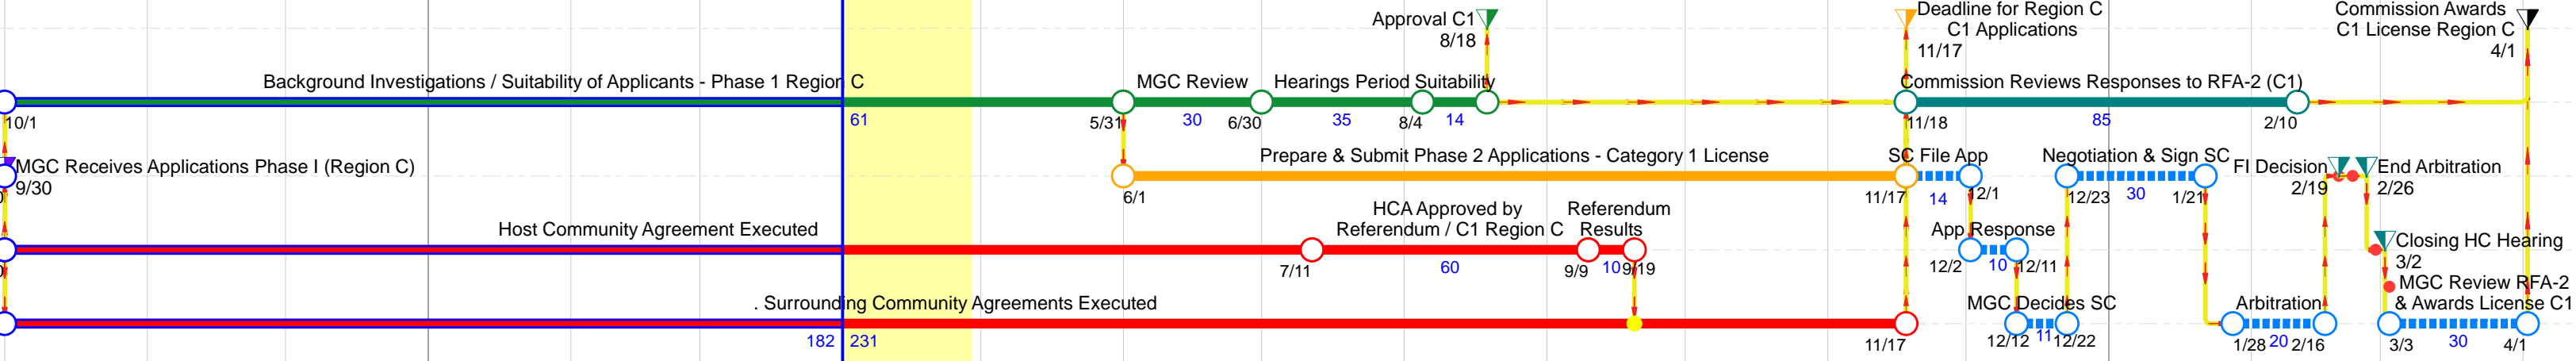 Approval C1
8/18
Deadline for Region C
C1 Applications
11/17
Commission Awards
C1 License Region C
4/1
Background Investigations / Suitability of Applicants - Phase 1 Region C
MGC Review
Hearings Period Suitability
Commission Reviews Responses to RFA-2 (C1)
10/1
61
5/31
30
6/30
35
8/4
14
11/18
85
2/10
MGC Receives Applications Phase I (Region C)
9/30
Prepare & Submit Phase 2 Applications - Category 1 License
SC File App
Negotiation & Sign SC
FI Decision
2/19
End Arbitration
2/26
6/1
11/17
14
12/1
12/23
30
1/21
Host Community Agreement Executed
HCA Approved by
Referendum / C1 Region C
Referendum
Results
App Response
Closing HC Hearing
3/2
7/11
60
9/9
10
9/19
12/2
10
12/11
. Surrounding Community Agreements Executed
MGC Decides SC
Arbitration
MGC Review RFA-2
& Awards License C1
182
231
11/17
12/12
11
12/22
1/28
20
2/16
3/3
30
4/1